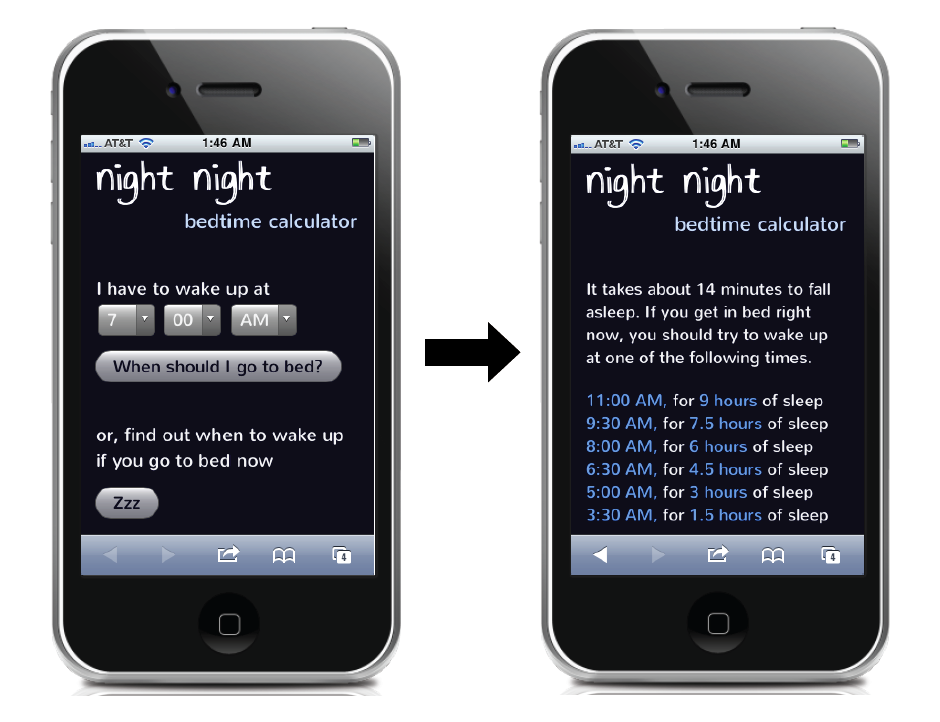 AT&T 1:46 AM
night night
bedtime calculator
I have to wake up at
7 00 AM
When should I go to bed?
or, find out when to wake up
if you go to bed now
Zzz
4
AT&T 1:46 AM
night night
bedtime calculator
It takes about 14 minutes to fall
asleep. If you get in bed right
now, you should try to wake up
at one of the following times.
11:00 AM, for 9 hours of sleep
9:30 AM, for 7.5 hours of sleep
8:00 AM, for 6 hours of sleep
6:30 AM, for 4.5 hours of sleep
5:00 AM, for 3 hours of sleep
3:30 AM, for 1.5 hours of sleep
4